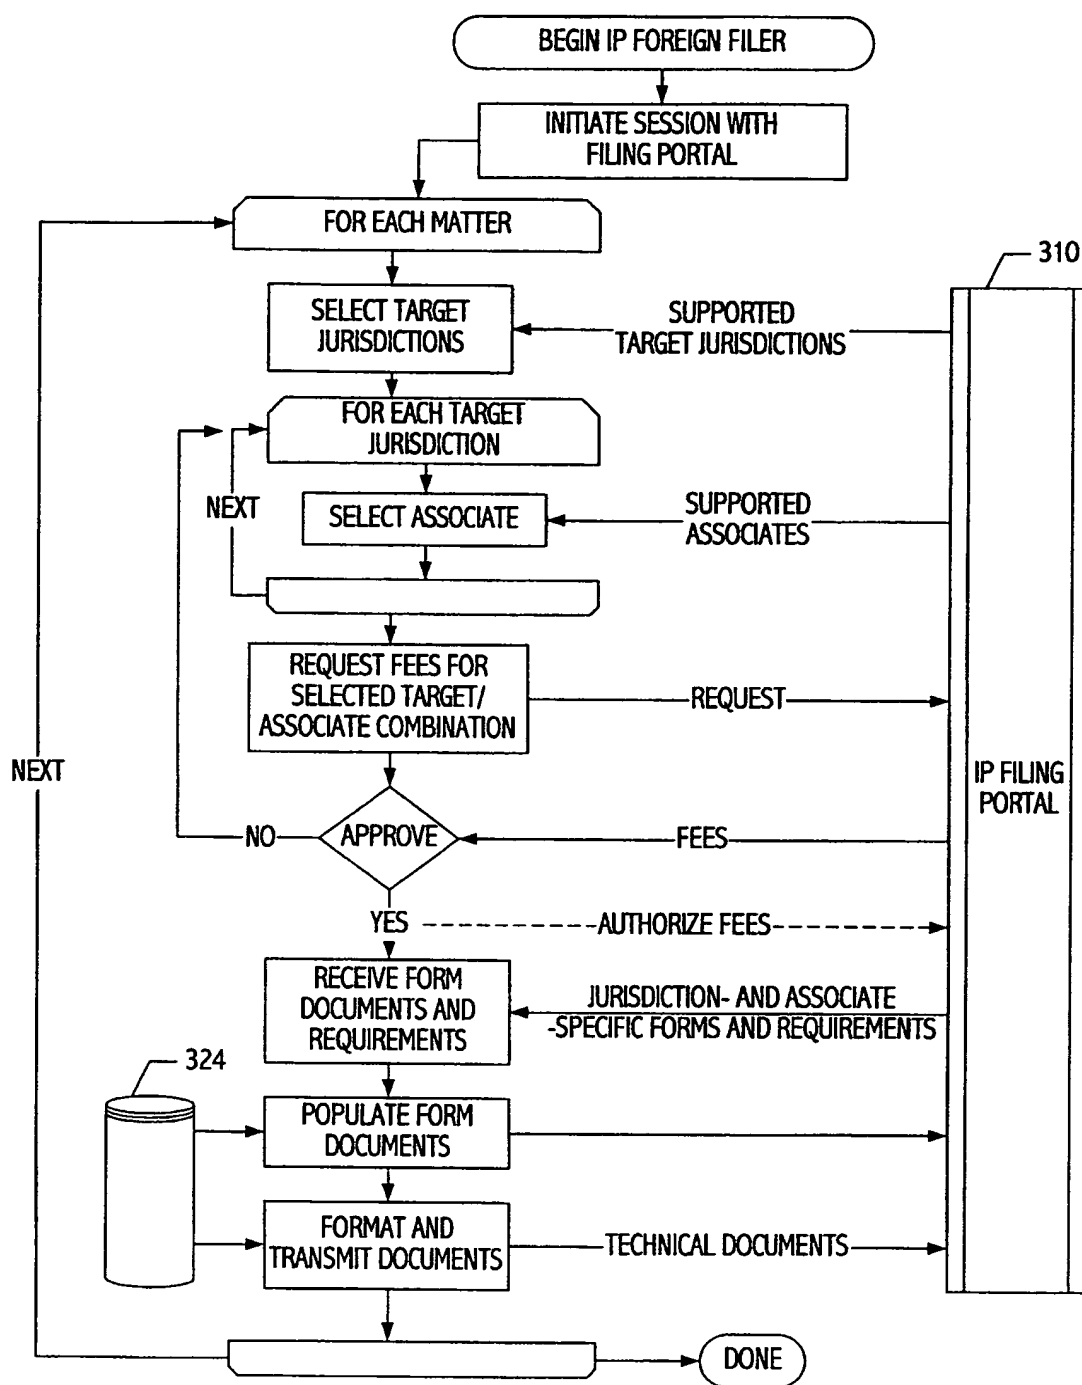 BEGIN IP FOREIGN FILER
INITIATE SESSION WITH
FILING PORTAL
FOR EACH MATTER
310
SELECT TARGET
JURISDICTIONS
SUPPORTED
TARGET JURISDICTIONS
FOR EACH TARGET
JURISDICTION
NEXT
SELECT ASSOCIATE
SUPPORTED
ASSOCIATES
REQUEST FEES FOR
SELECTED TARGET/
ASSOCIATE COMBINATION
REQUEST
NEXT
IP FILING
PORTAL
NO
APPROVE
FEES
YES
AUTHORIZE FEES
RECEIVE FORM
DOCUMENTS AND
REQUIREMENTS
JURISDICTION- AND ASSOCIATE
-SPECIFIC FORMS AND REQUIREMENTS
324
POPULATE FORM
DOCUMENTS
FORMAT AND
TRANSMIT DOCUMENTS
TECHNICAL DOCUMENTS
DONE